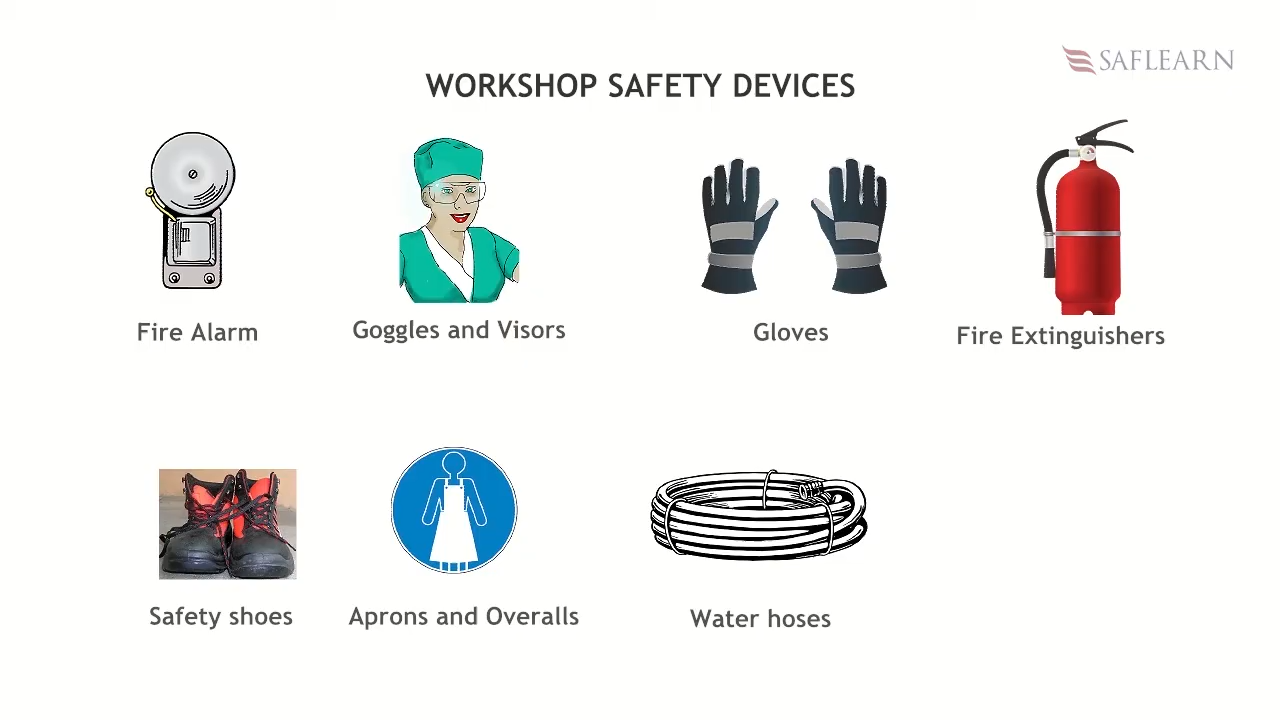 SAFLEARN
WORKSHOP SAFETY DEVICES
Fire Alarm
Goggles and Visors
Gloves
Fire Extinguishers
Safety shoes
Aprons and Overalls
Water hoses